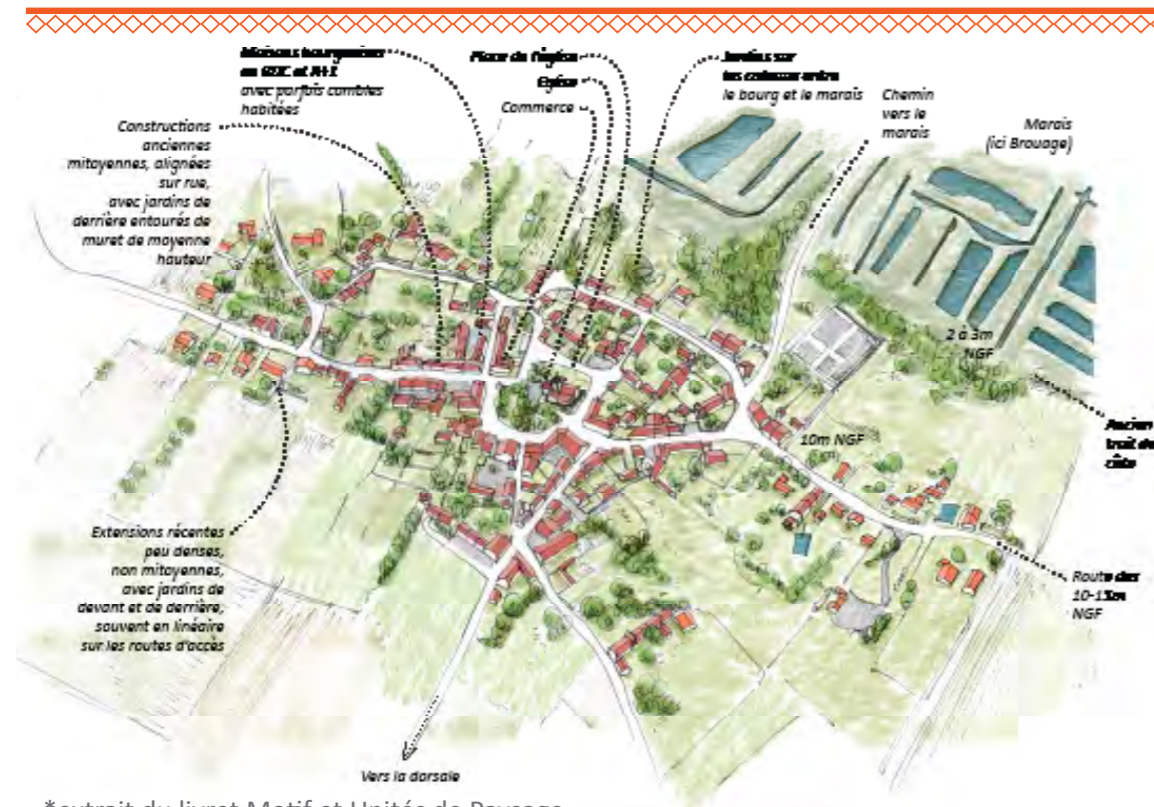 Maisons bourgeoises
en RDC et R+1
avec parfois combles
habitées
Place de l'église
Eglise
Commerce
Jardins sur
les coteaux entre
le bourg et le marais
Chemin
vers le
marais
Marais
(ici Brouage)
Constructions
anciennes
mitoyennes, alignées
sur rue,
avec jardins de
derrière entourés de
muret de moyenne
hauteur
2 à 3m
NGF
10m NGF
Ancien
trait de
côte
Extensions récentes
peu denses,
non mitoyennes,
avec jardins de
devant et de derrière,
souvent en linéaire
sur les routes d'accès
Route des
NGF
Vers la dorsale
*extrait du livret Motif et Unités de Paysage